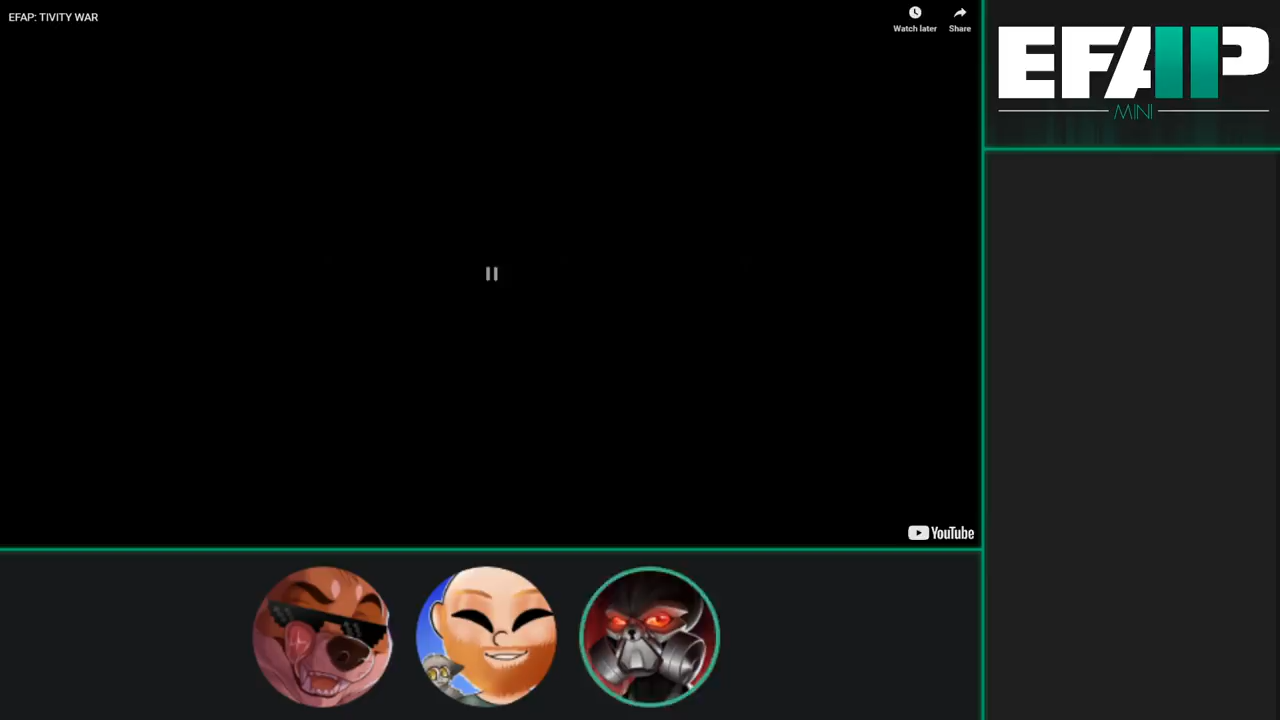 EFAP: TIVITY WAR
Watch later
Share
EFAP
MINI
YouTube